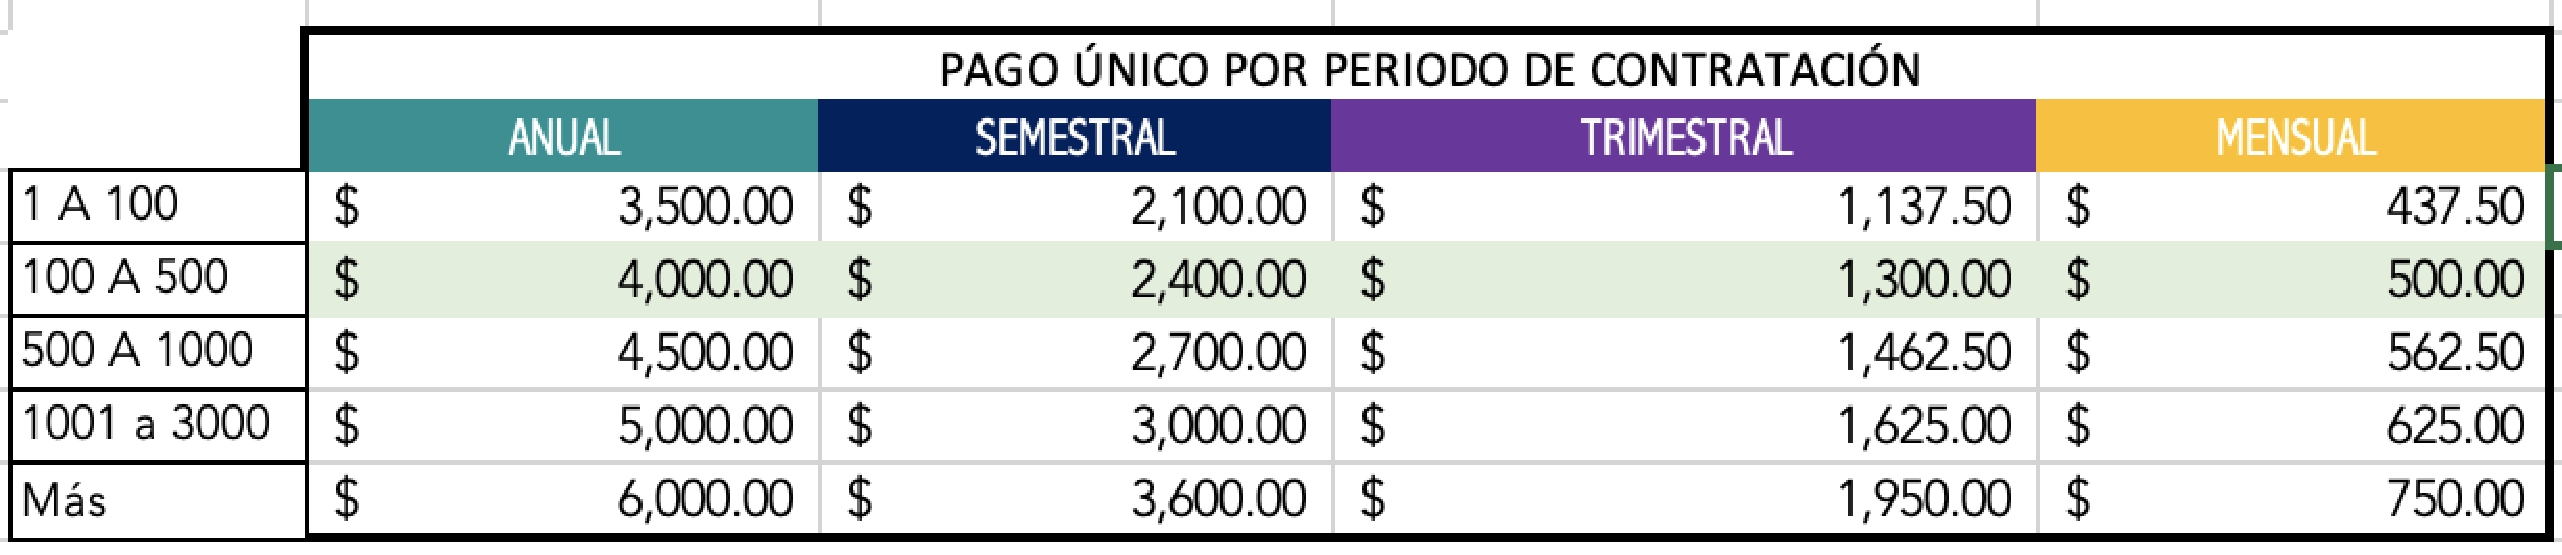 PAGO ÚNICO POR PERIODO DE CONTRATACIÓN
ANUAL SEMESTRAL TRIMESTRAL MENSUAL
1 A 100 $ 3,500.00 $ 2,100.00 $ 1,137.50 $ 437.50
100 A 500 $ 4,000.00 $ 2,400.00 $ 1,300.00 $ 500.00
500 A 1000 $ 4,500.00 $ 2,700.00 $ 1,462.50 $ 562.50
1001 a 3000 $ 5,000.00 $ 3,000.00 $ 1,625.00 $ 625.00
Más $ 6,000.00 $ 3,600.00 $ 1,950.00 $ 750.00